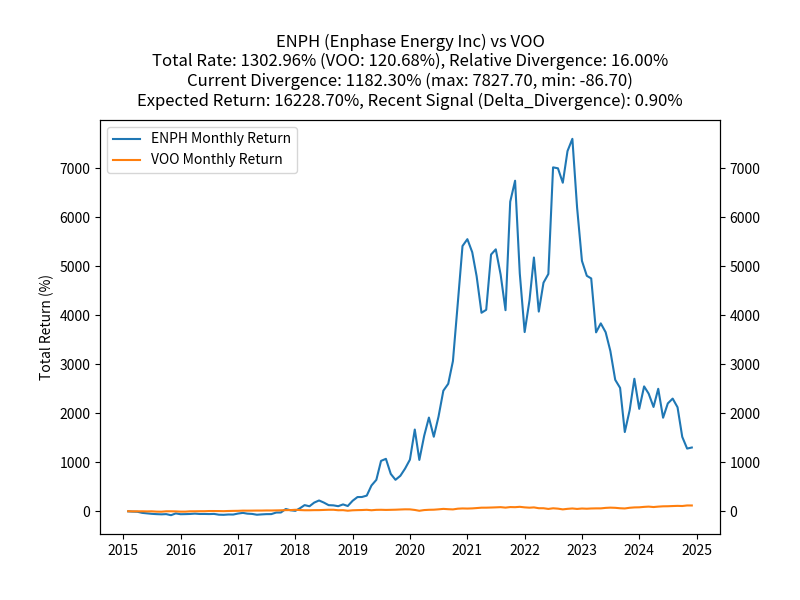 ENPH (Enphase Energy Inc) vs VOO
Total Rate: 1302.96% (VOO: 120.68%), Relative Divergence: 16.00%
Current Divergence: 1182.30% (max: 7827.70, min: -86.70)
Expected Return: 16228.70%, Recent Signal (Delta_Divergence): 0.90%
ENPH Monthly Return
VOO Monthly Return
Total Return (%)
7000
6000
5000
4000
3000
2000
1000
0
7000
6000
5000
4000
3000
2000
1000
0
2015 2016 2017 2018 2019 2020 2021 2022 2023 2024 2025